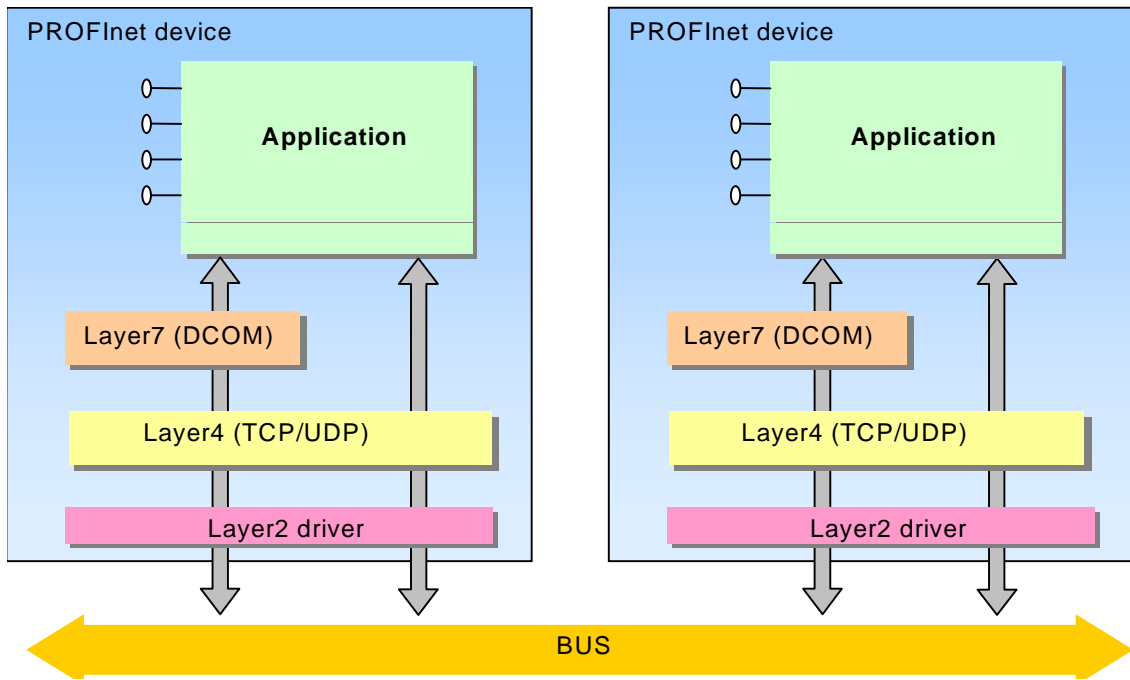 PROFInet device
Application
Layer7 (DCOM)
Layer4 (TCP/UDP)
Layer2 driver
PROFInet device
Application
Layer7 (DCOM)
Layer4 (TCP/UDP)
Layer2 driver
BUS